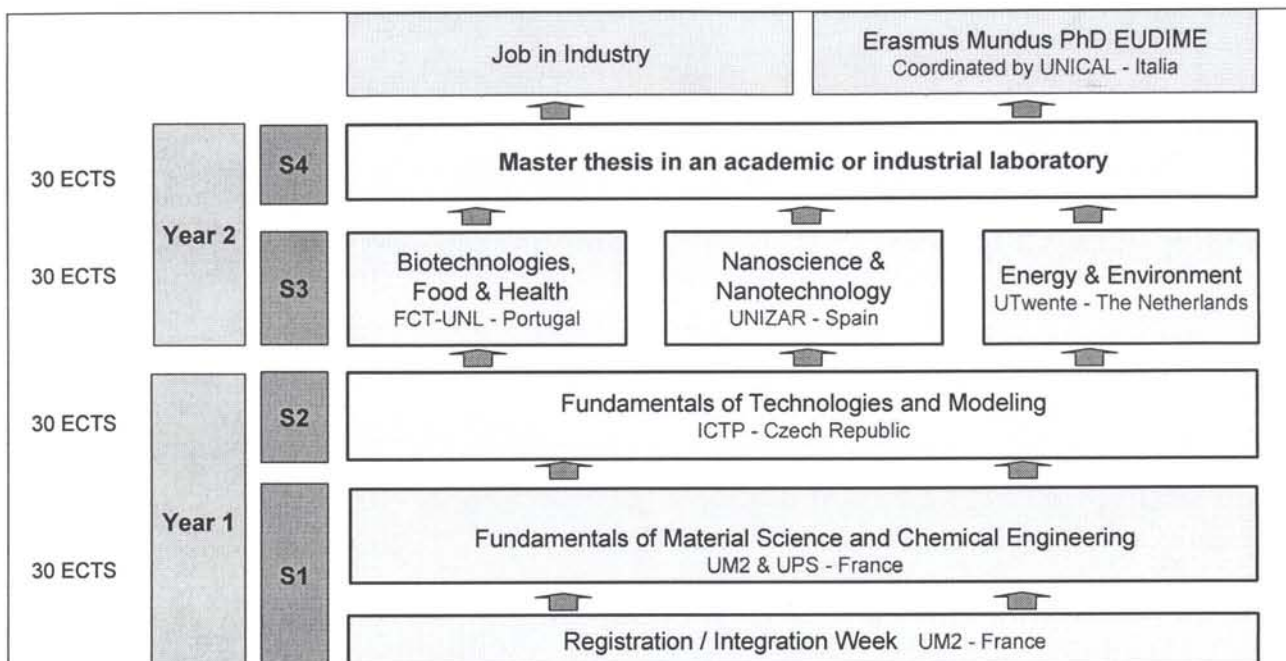 Job in Industry
Erasmus Mundus PhD EUDIME
Coordinated by UNICAL - Italia
30 ECTS
S4
Master thesis in an academic or industrial laboratory
Year 2
30 ECTS
S3
Biotechnologies,
Food & Health
FCT-UNL - Portugal
Nanoscience &
Nanotechnology
UNIZAR - Spain
Energy & Environment
UTwente - The Netherlands
30 ECTS
S2
Fundamentals of Technologies and Modeling
ICTP - Czech Republic
Year 1
30 ECTS
S1
Fundamentals of Material Science and Chemical Engineering
UM2 & UPS - France
Registration / Integration Week UM2 - France